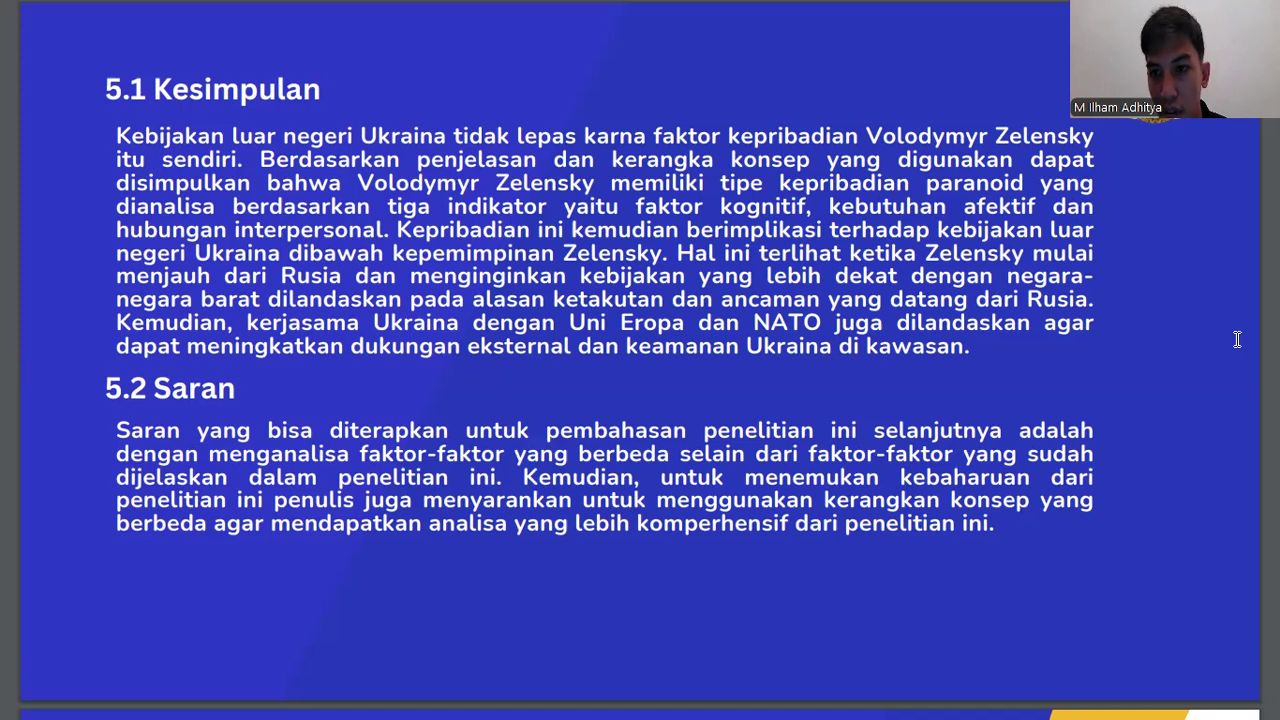 5.1 Kesimpulan
M Ilham Adhitya
Kebijakan luar negeri Ukraina tidak lepas karna faktor kepribadian Volodymyr Zelensky
itu sendiri. Berdasarkan penjelasan dan kerangka konsep yang digunakan dapat
disimpulkan bahwa Volodymyr Zelensky memiliki tipe kepribadian paranoid yang
dianalisa berdasarkan tiga indikator yaitu faktor kognitif, kebutuhan afektif dan
hubungan interpersonal. Kepribadian ini kemudian berimplikasi terhadap kebijakan luar
negeri Ukraina dibawah kepemimpinan Zelensky. Hal ini terlihat ketika Zelensky mulai
menjauh dari Rusia dan menginginkan kebijakan yang lebih dekat dengan negara-
negara barat dilandaskan pada alasan ketakutan dan ancaman yang datang dari Rusia.
Kemudian, kerjasama Ukraina dengan Uni Eropa dan NATO juga dilandaskan agar
dapat meningkatkan dukungan eksternal dan keamanan Ukraina di kawasan.
5.2 Saran
Saran yang bisa diterapkan untuk pembahasan penelitian ini selanjutnya adalah
dengan menganalisa faktor-faktor yang berbeda selain dari faktor-faktor yang sudah
dijelaskan dalam penelitian ini. Kemudian, untuk menemukan kebaharuan dari
penelitian ini penulis juga menyarankan untuk menggunakan kerangkan konsep yang
berbeda agar mendapatkan analisa yang lebih komperhensif dari penelitian ini.